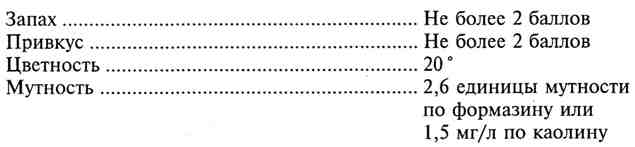 Запах ........................................................ Не более 2 баллов
Привкус .................................................... Не более 2 баллов
Цветность ................................................. 20°
Мутность .................................................. 2,6 единицы мутности
по формазину или
1,5 мг/л по каолину